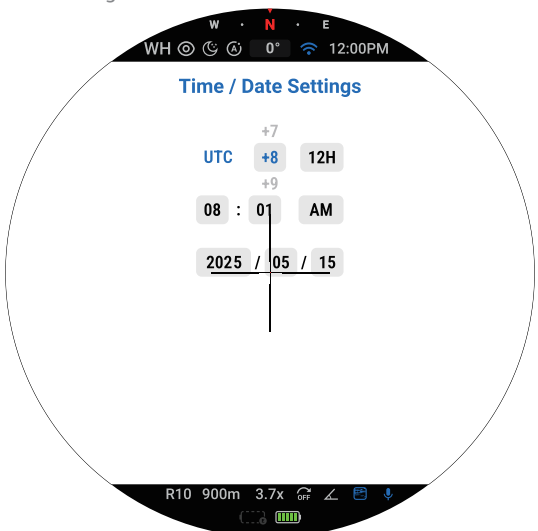 W · N · E
WH A 0° 12:00PM
Time / Date Settings
+7
UTC +8 12H
+9
08 : 01 AM
2025 / 05 / 15
R10 900m 3.7x OFF